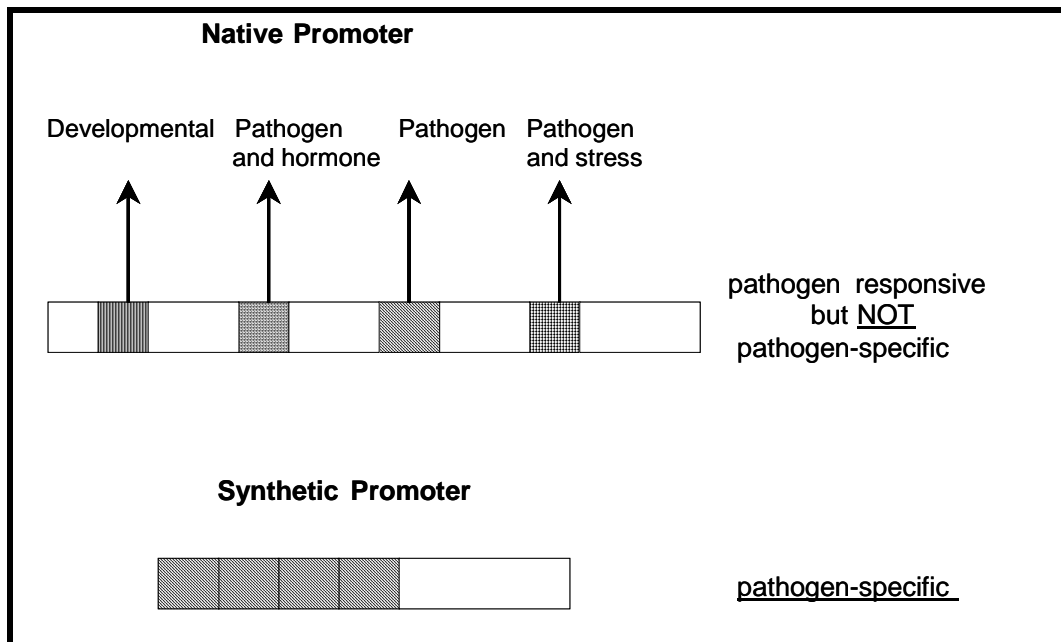 Native Promoter
Developmental
Pathogen
and hormone
Pathogen
Pathogen
and stress
pathogen responsive
but NOT
pathogen-specific
Synthetic Promoter
pathogen-specific